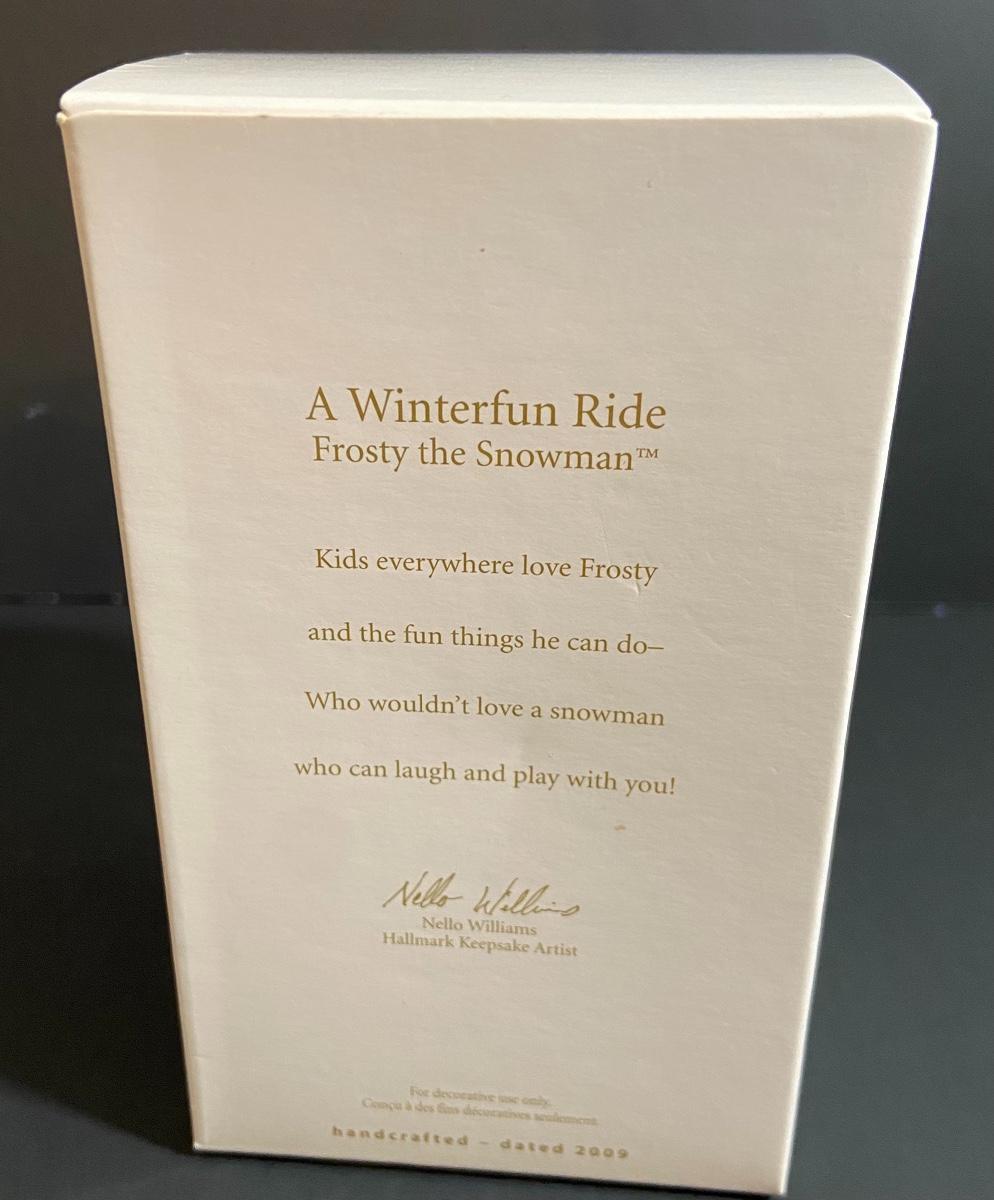 A Winterfun Ride
Frosty the Snowman™
Kids everywhere love Frosty
and the fun things he can do–
Who wouldn't love a snowman
who can laugh and play with you!
Nello Williams
Nello Williams
Hallmark Keepsake Artist
For decorative use only.
Conçu à des fins décoratives seulement.
handcrafted – dated 2009